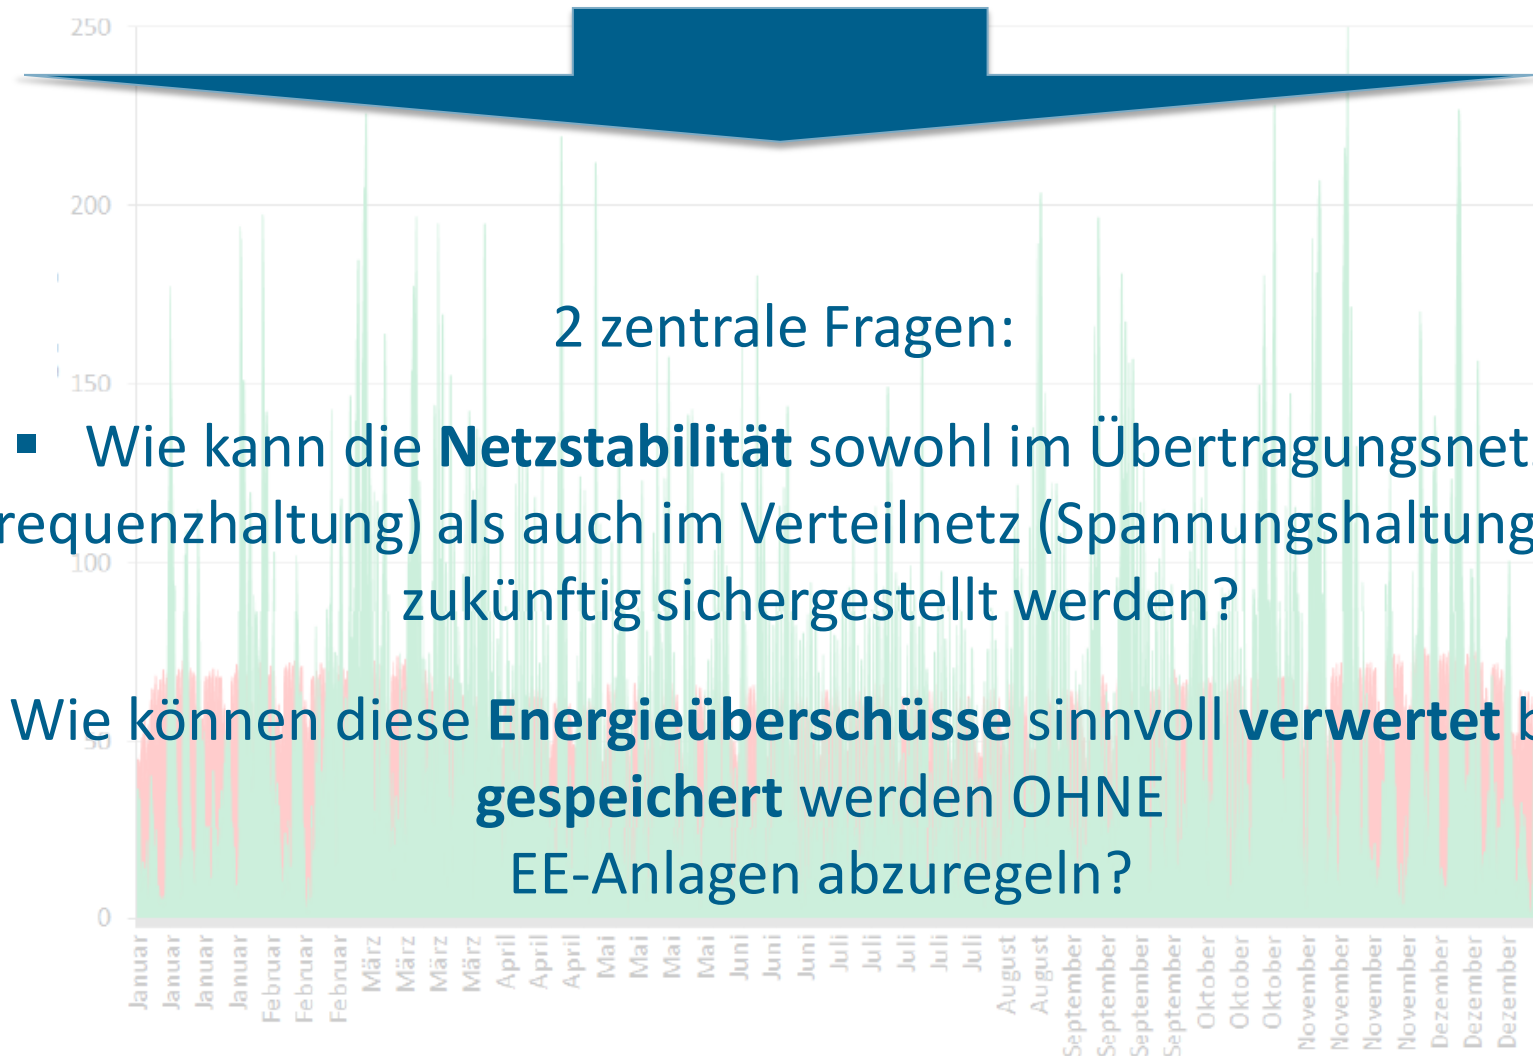 250
200
2 zentrale Fragen:
150
▪ Wie kann die Netzstabilität sowohl im Übertragungsnetz
requenzhaltung) als auch im Verteilnetz (Spannungshaltung
100
zukünftig sichergestellt werden?
Wie können diese Energieüberschüsse sinnvoll verwertet b
50
gespeichert werden OHNE
EE-Anlagen abzuregeln?
0
Januar Januar Januar Januar Februar Februar Februar März März März März April April April Mai Mai Mai Mai Juni Juni Juni Juli Juli Juli Juli Juli August August September September September September Oktober Oktober Oktober November November November November Dezember Dezember Dezember